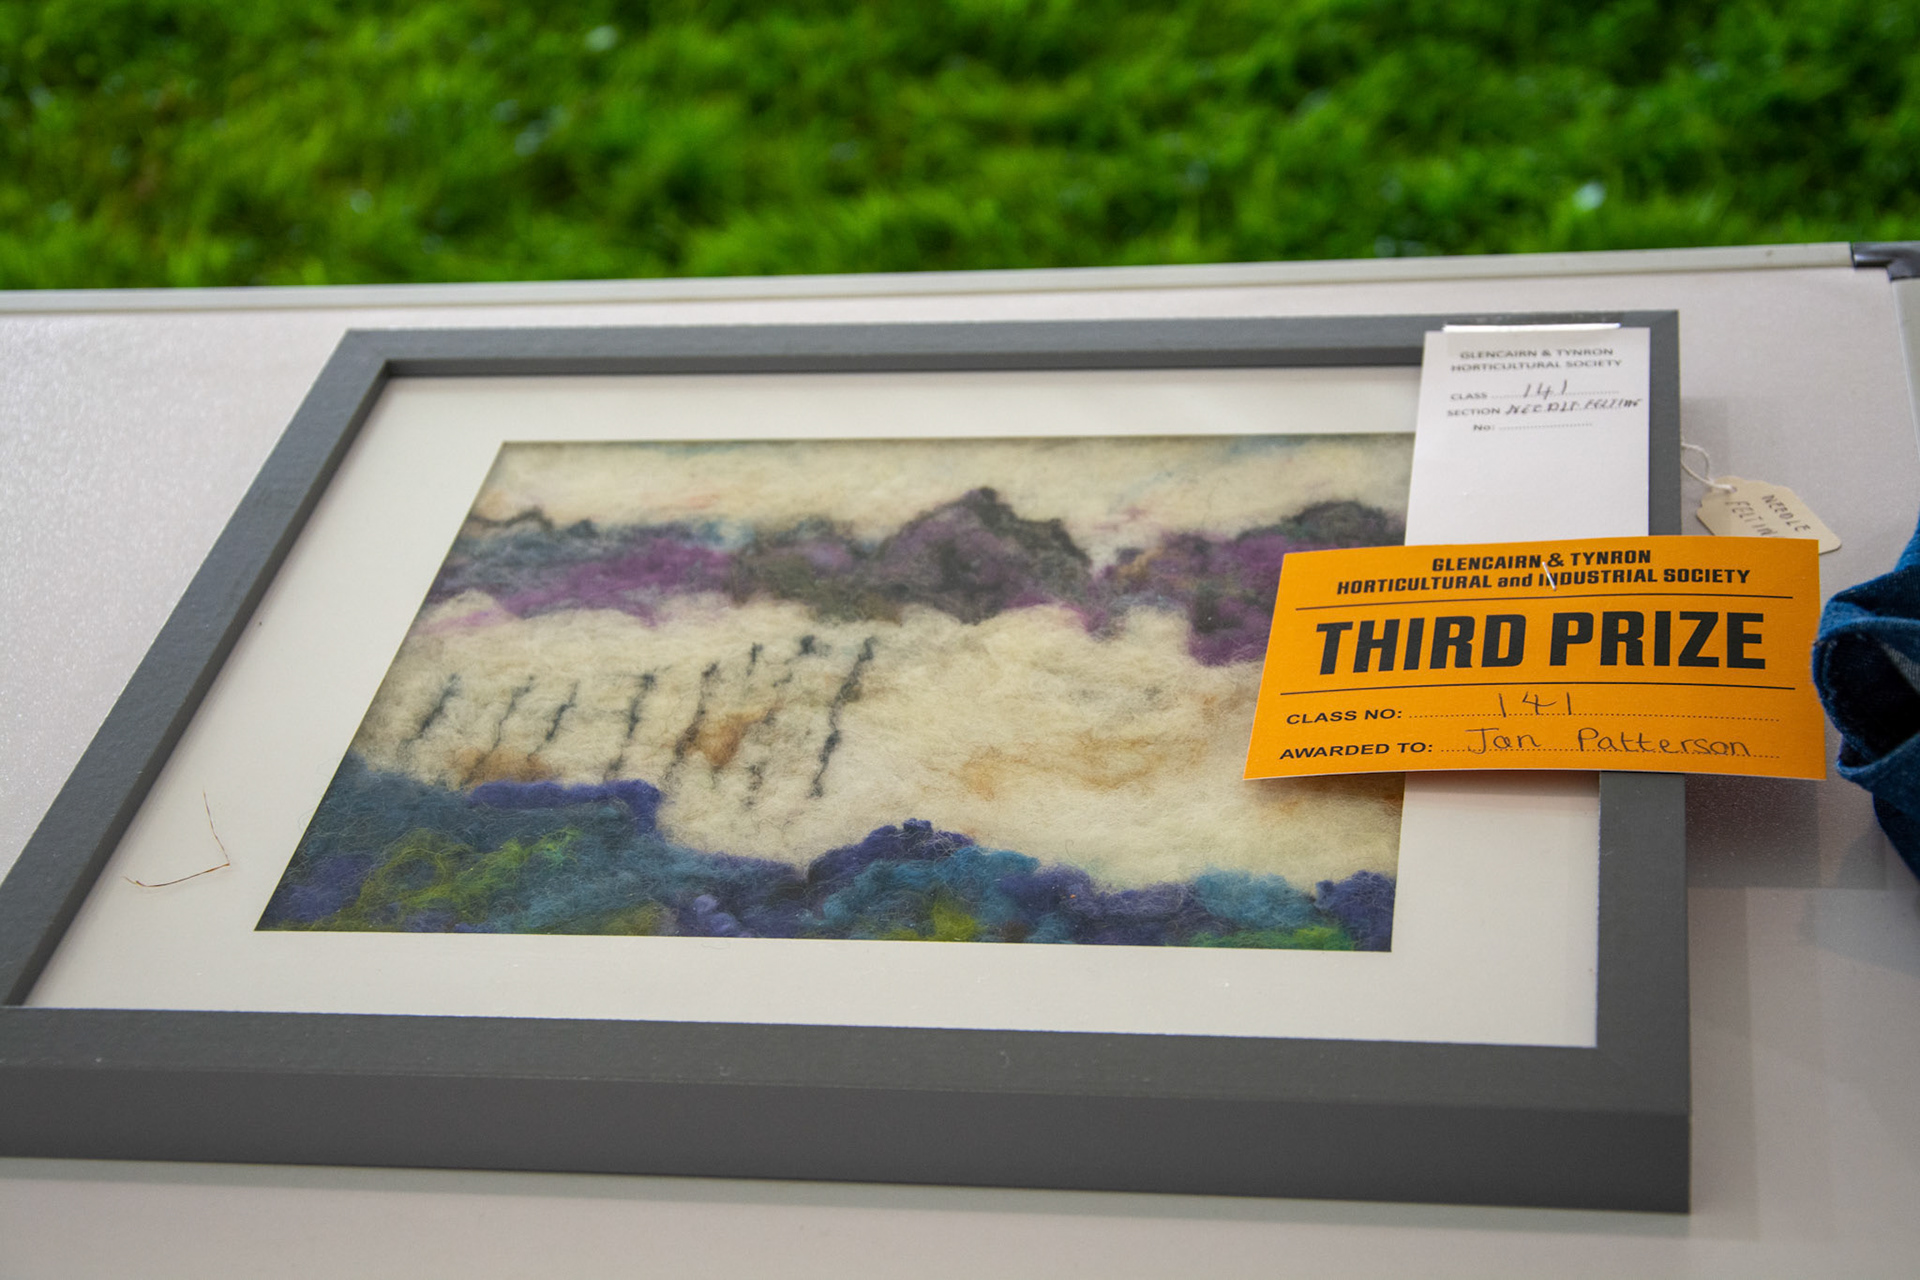 GLENCAIRN & TYNRON
HORTICULTURAL SOCIETY
CLASS 141
SECTION NEEDLE FELTING
No:
NEEDLE
FELTIN
GLENCAIRN & TYNRON
HORTICULTURAL and INDUSTRIAL SOCIETY
THIRD PRIZE
CLASS NO: 141
AWARDED TO: Jan Patterson